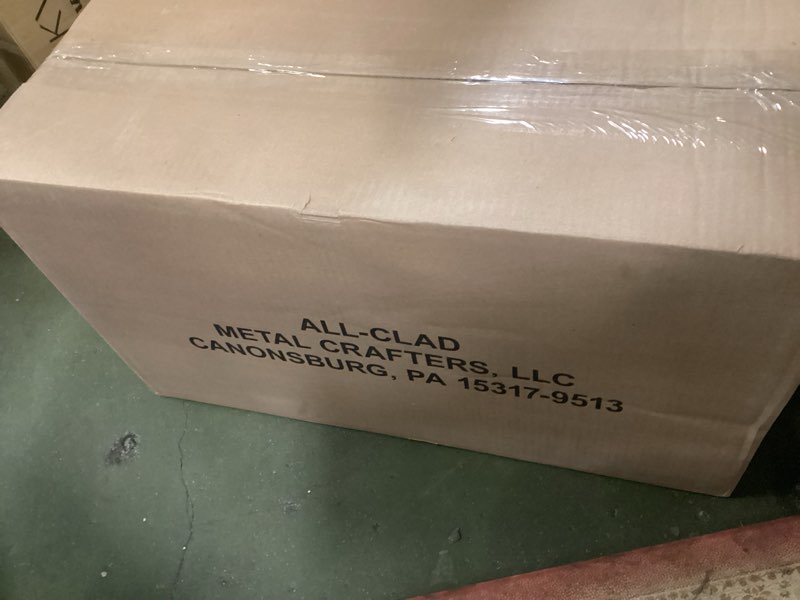 ALL-CLAD
METAL CRAFTERS, LLC
CANONSBURG, PA 15317-9513